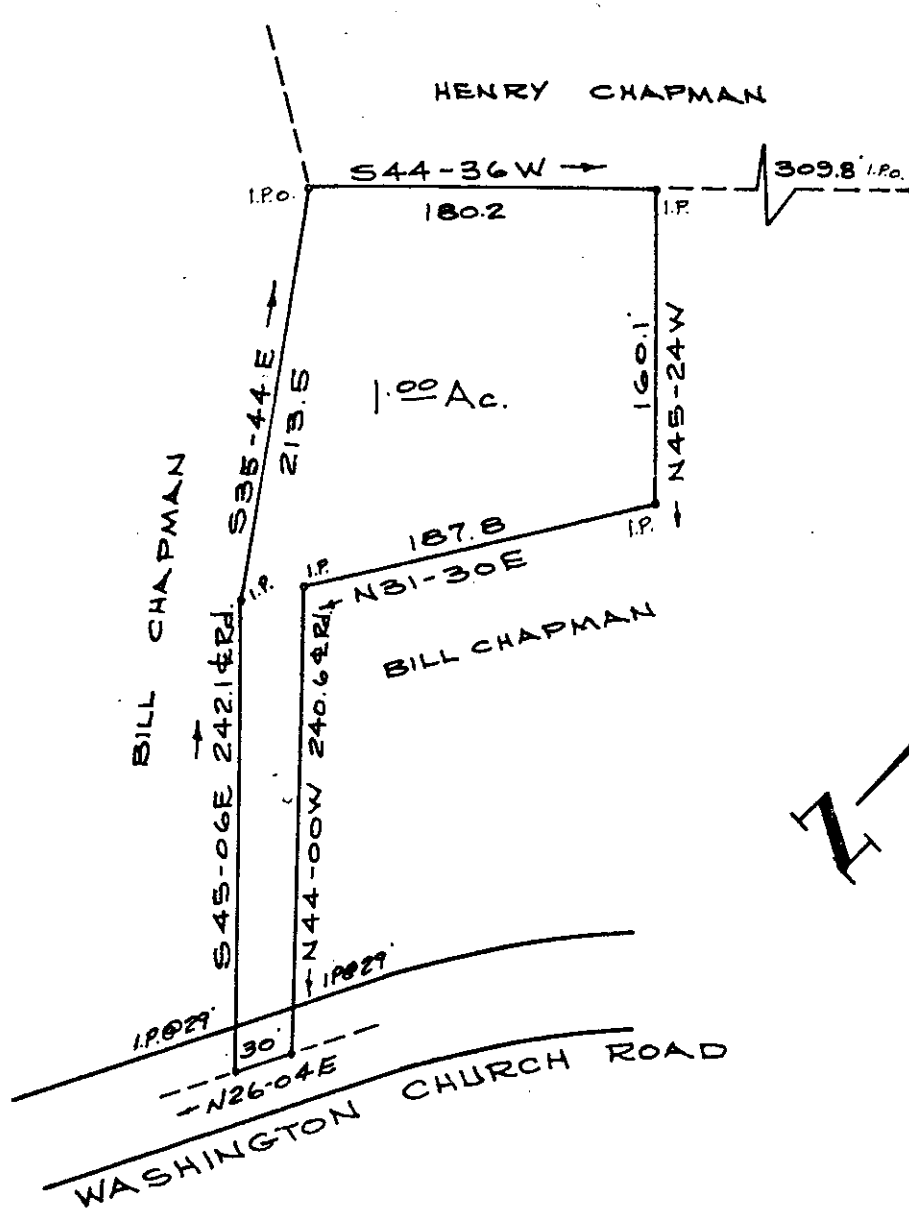 HENRY CHAPMAN
S44-36W
309.8' I.P.O.
I.P.O.
180.2
I.P.
S35-44E
213.5
1.00 Ac.
160.1'
N45-24W
BILL CHAPMAN
187.8
I.P.
N31-30E
I.P.
I.P.
BILL CHAPMAN
S45-06E 242.1 ℄ Rd.
N44-00W 240.6 ℄ Rd.
I.P.@29'
I.P@29'
30'
N26-04E
WASHINGTON CHURCH ROAD
Z